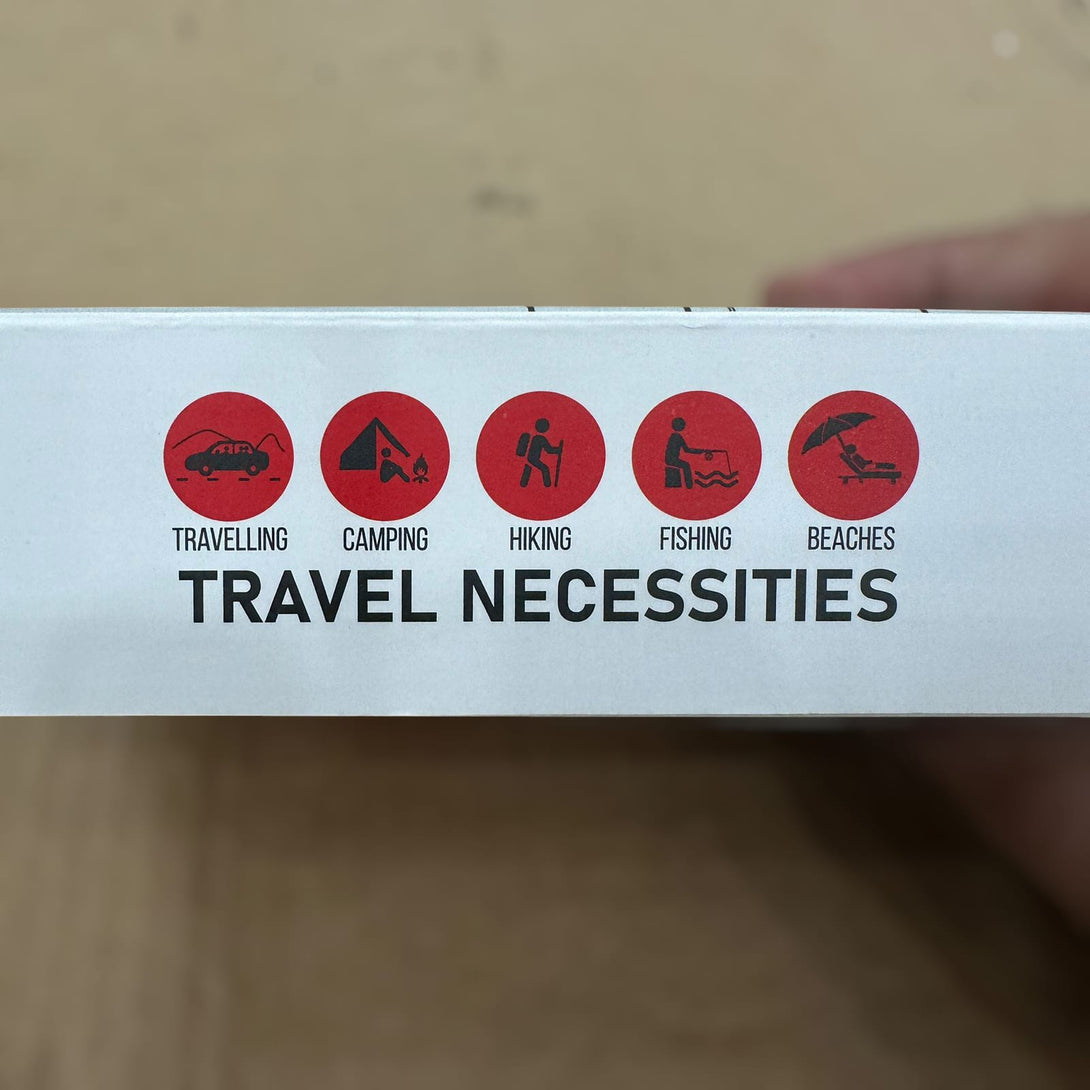 TRAVELLING CAMPING HIKING FISHING BEACHES
TRAVEL NECESSITIES